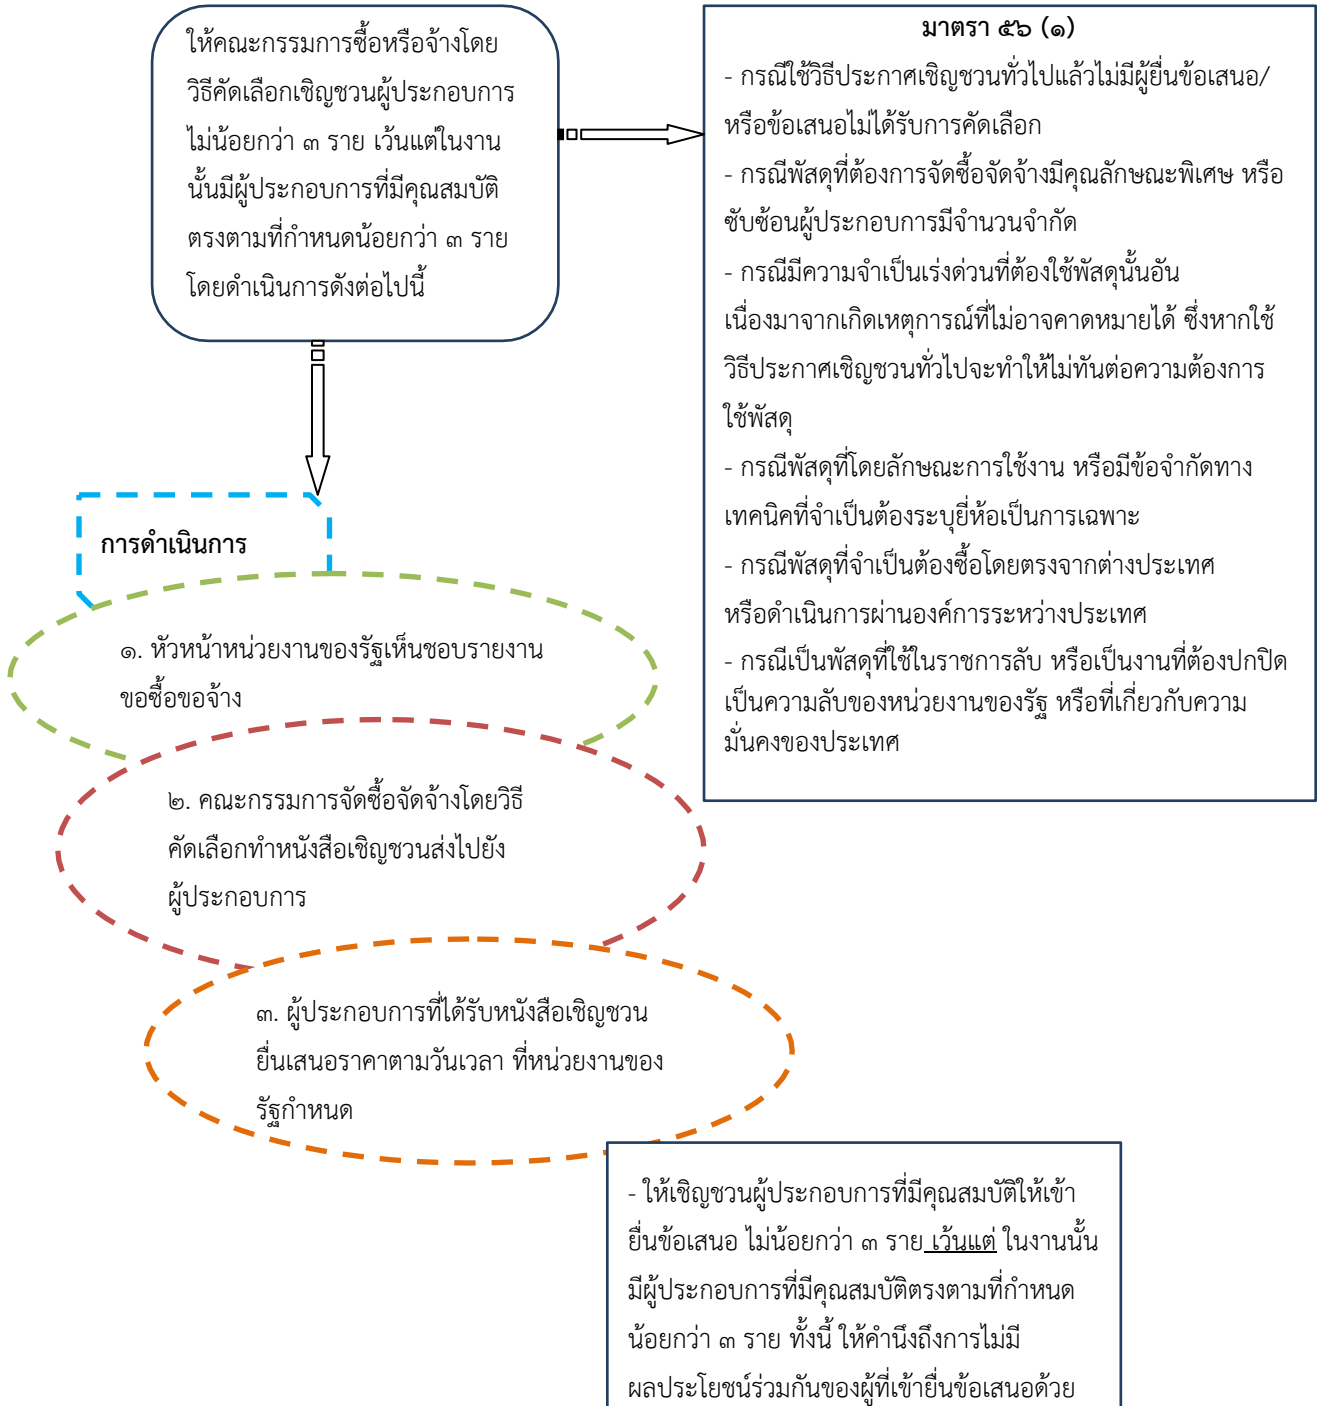 ให้คณะกรรมการซื้อหรือจ้างโดย
วิธีคัดเลือกเชิญชวนผู้ประกอบการ
ไม่น้อยกว่า ๓ ราย เว้นแต่ในงาน
นั้นมีผู้ประกอบการที่มีคุณสมบัติ
ตรงตามที่กำหนดน้อยกว่า ๓ ราย
โดยดำเนินการดังต่อไปนี้
มาตรา ๕๖ (๑)
- กรณีใช้วิธีประกาศเชิญชวนทั่วไปแล้วไม่มีผู้ยื่นข้อเสนอ/
หรือข้อเสนอไม่ได้รับการคัดเลือก
- กรณีพัสดุที่ต้องการจัดซื้อจัดจ้างมีคุณลักษณะพิเศษ หรือ
ซับซ้อนผู้ประกอบการมีจำนวนจำกัด
- กรณีมีความจำเป็นเร่งด่วนที่ต้องใช้พัสดุนั้นอัน
เนื่องมาจากเกิดเหตุการณ์ที่ไม่อาจคาดหมายได้ ซึ่งหากใช้
วิธีประกาศเชิญชวนทั่วไปจะทำให้ไม่ทันต่อความต้องการ
ใช้พัสดุ
- กรณีพัสดุที่โดยลักษณะการใช้งาน หรือมีข้อจำกัดทาง
เทคนิคที่จำเป็นต้องระบุยี่ห้อเป็นการเฉพาะ
- กรณีพัสดุที่จำเป็นต้องซื้อโดยตรงจากต่างประเทศ
หรือดำเนินการผ่านองค์การระหว่างประเทศ
- กรณีเป็นพัสดุที่ใช้ในราชการลับ หรือเป็นงานที่ต้องปกปิด
เป็นความลับของหน่วยงานของรัฐ หรือที่เกี่ยวกับความ
มั่นคงของประเทศ
การดำเนินการ
๑. หัวหน้าหน่วยงานของรัฐเห็นชอบรายงาน
ขอซื้อขอจ้าง
๒. คณะกรรมการจัดซื้อจัดจ้างโดยวิธี
คัดเลือกทำหนังสือเชิญชวนส่งไปยัง
ผู้ประกอบการ
๓. ผู้ประกอบการที่ได้รับหนังสือเชิญชวน
ยื่นเสนอราคาตามวันเวลา ที่หน่วยงานของ
รัฐกำหนด
- ให้เชิญชวนผู้ประกอบการที่มีคุณสมบัติให้เข้า
ยื่นข้อเสนอ ไม่น้อยกว่า ๓ ราย เว้นแต่ ในงานนั้น
มีผู้ประกอบการที่มีคุณสมบัติตรงตามที่กำหนด
น้อยกว่า ๓ ราย ทั้งนี้ ให้คำนึงถึงการไม่มี
ผลประโยชน์ร่วมกันของผู้ที่เข้ายื่นข้อเสนอด้วย